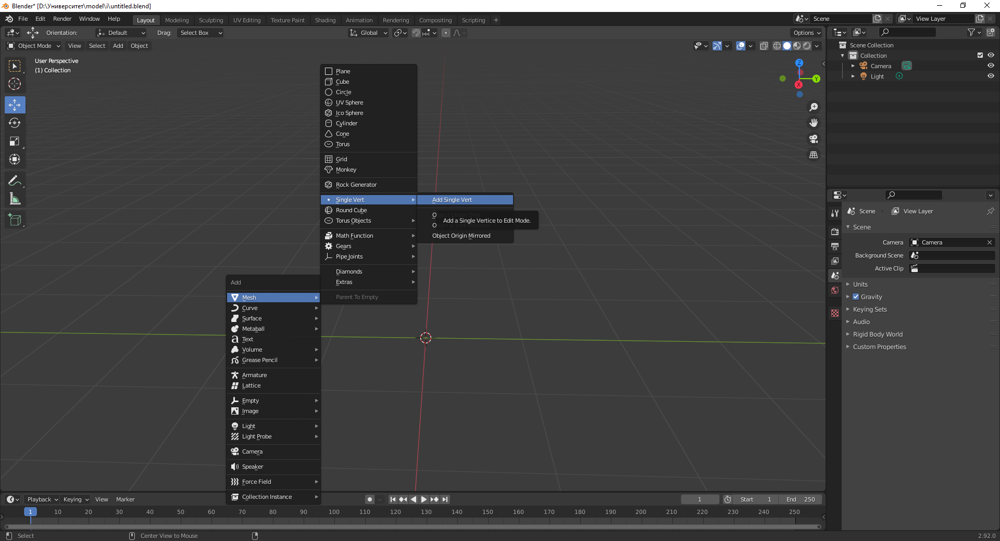 Blender* [D:\Университет\model\i\untitled.blend]
File Edit Render Window Help Layout Modeling Sculpting UV Editing Texture Paint Shading Animation Rendering Compositing Scripting + Scene View Layer
Orientation: Default Drag: Select Box Global Options
Object Mode View Select Add Object
User Perspective
(1) Collection
Z
Y
X
Plane
Cube
Circle
UV Sphere
Ico Sphere
Cylinder
Cone
Torus
Grid
Monkey
Rock Generator
Single Vert
Round Cube
Torus Objects
Math Function
Gears
Pipe Joints
Diamonds
Extras
Parent To Empty
Add Single Vert
Object Origin Only
Add a Single Vertice to Edit Mode.
Object Origin Mirrored
Add
Mesh
Curve
Surface
Metaball
Text
Volume
Grease Pencil
Armature
Lattice
Empty
Image
Light
Light Probe
Camera
Speaker
Force Field
Collection Instance
Scene Collection
Collection
Camera
Light
Scene View Layer
Scene
Camera Camera
Background Scene
Active Clip
Units
Gravity
Keying Sets
Audio
Rigid Body World
Custom Properties
Playback Keying View Marker 1 Start 1 End 250
1 10 20 30 40 50 60 70 80 90 100 110 120 130 140 150 160 170 180 190 200 210 220 230 240 250
Select Center View to Mouse 2.92.0